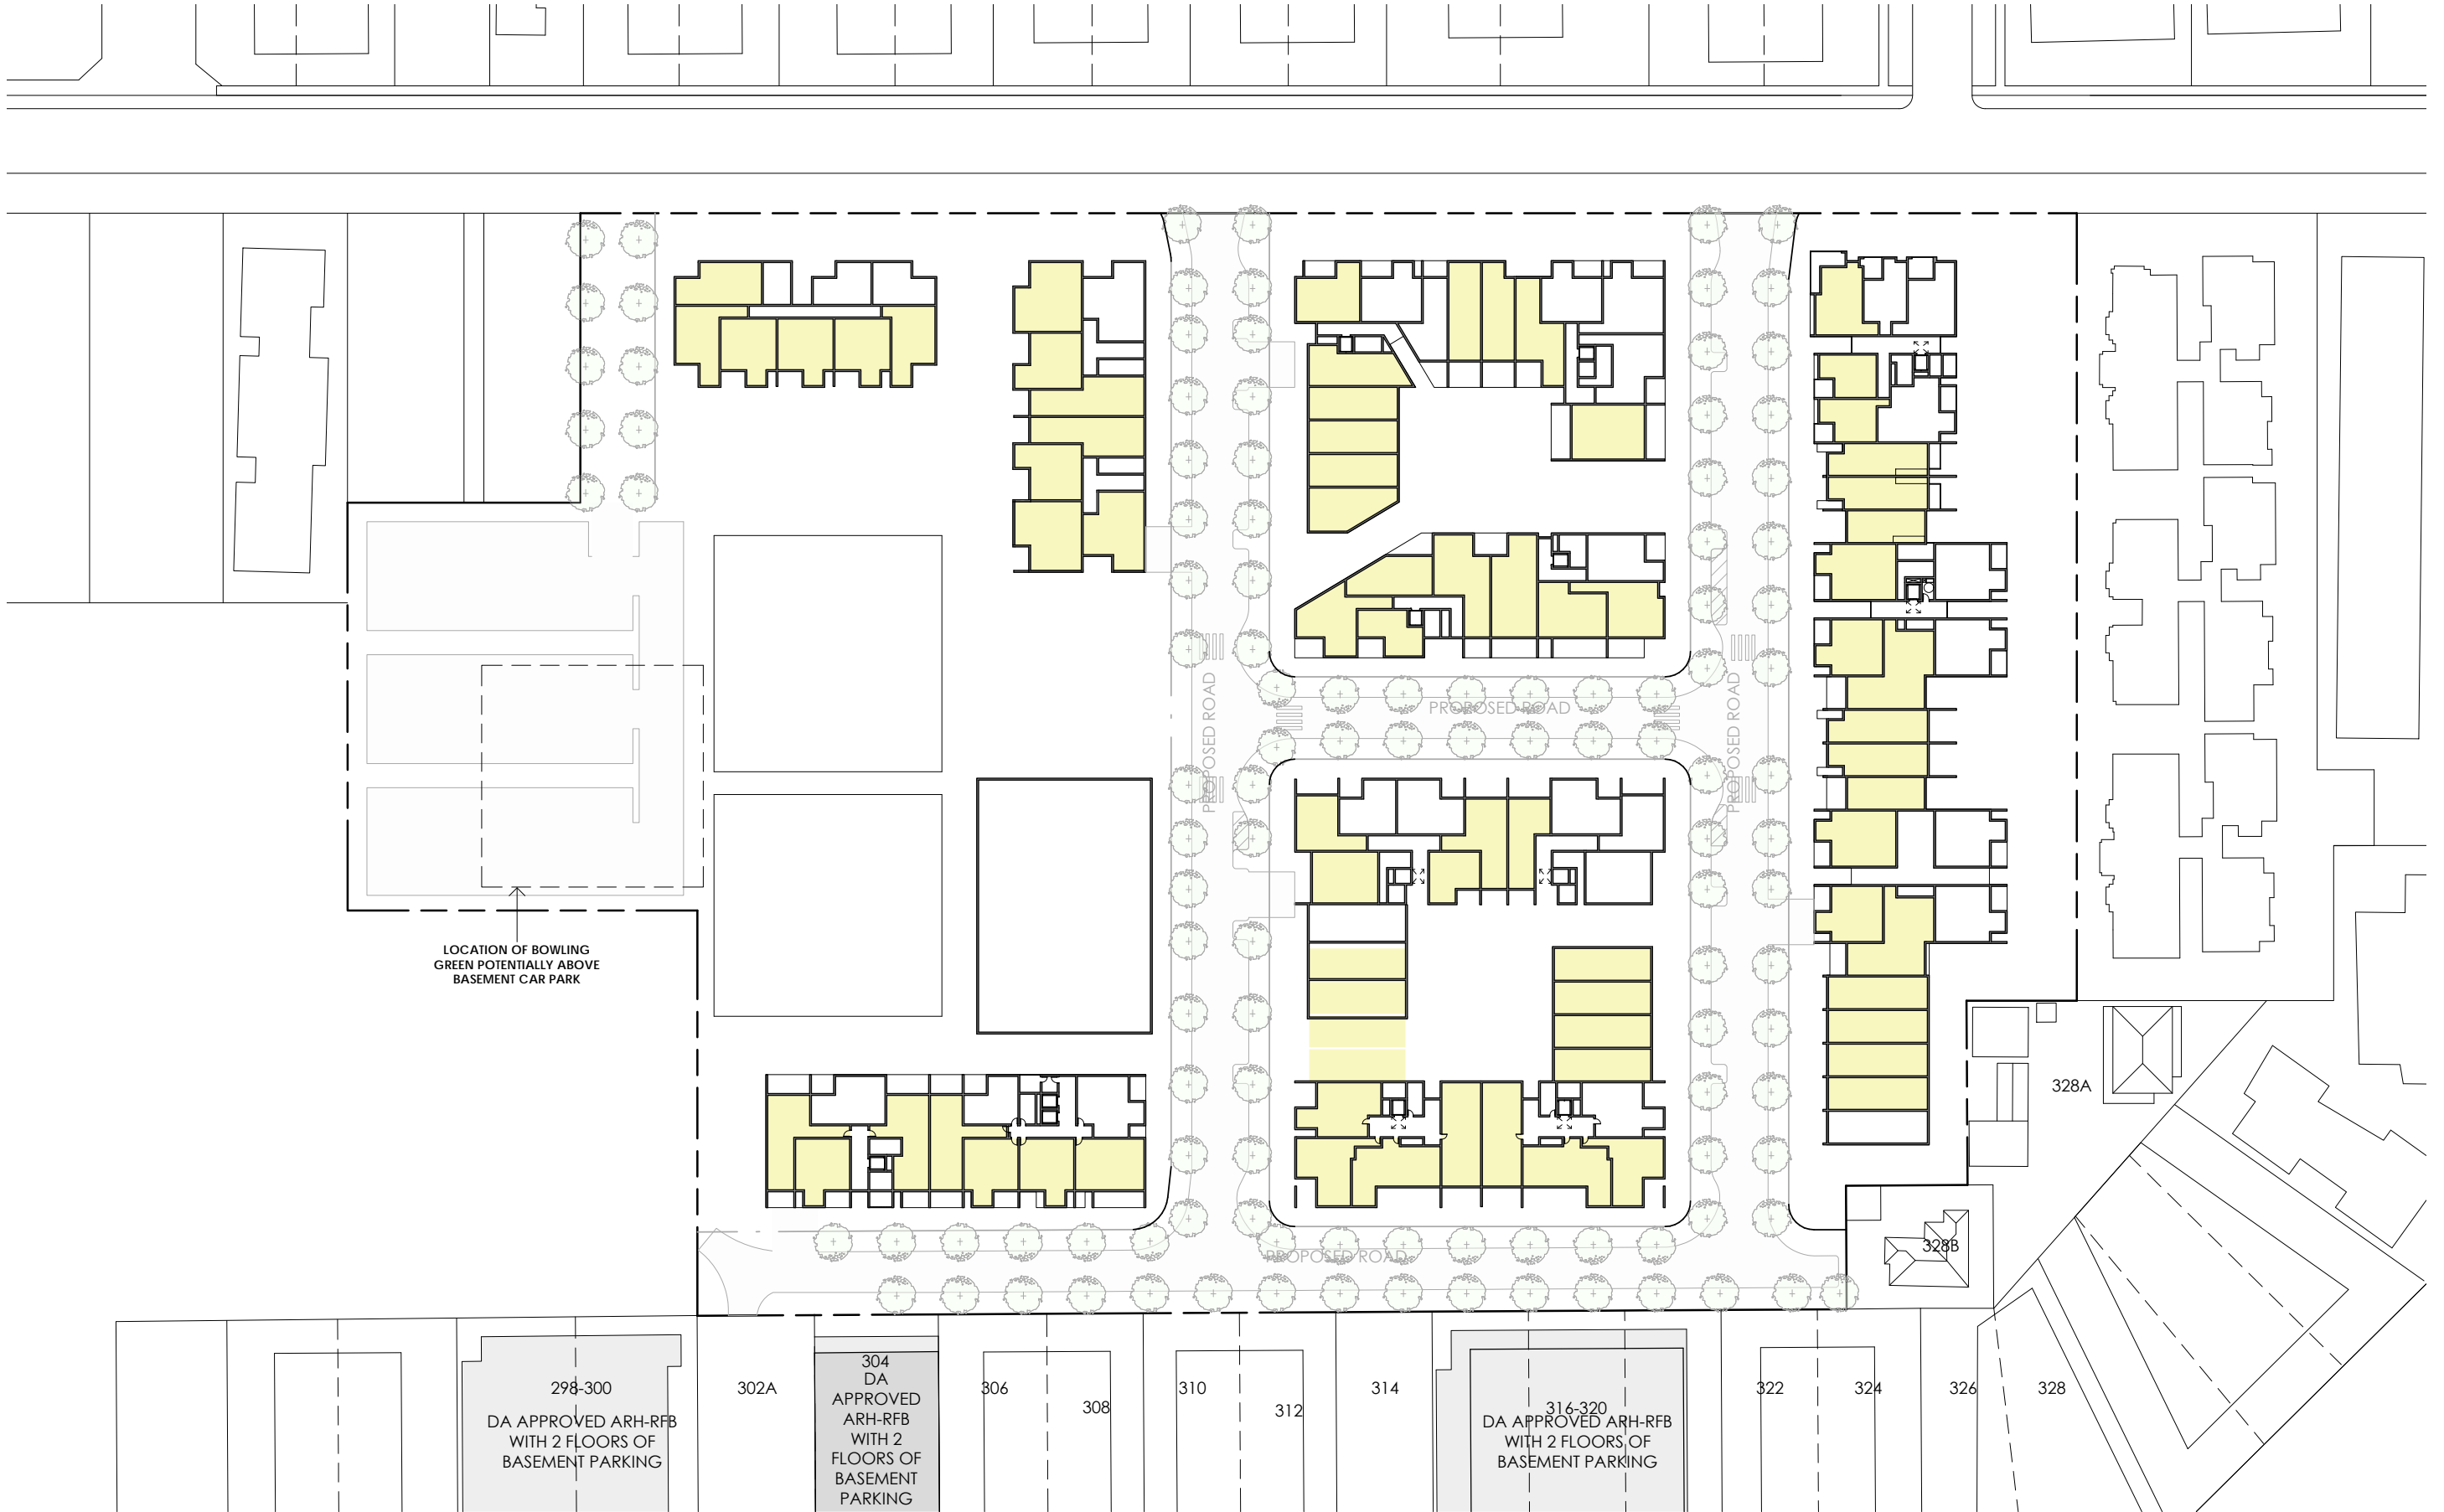 PROPOSED ROAD
PROPOSED ROAD
PROPOSED ROAD
LOCATION OF BOWLING
GREEN POTENTIALLY ABOVE
BASEMENT CAR PARK
328A
328B
PROPOSED ROAD
298-300
DA APPROVED ARH-RFB
WITH 2 FLOORS OF
BASEMENT PARKING
302A
304
DA
APPROVED
ARH-RFB
WITH 2
FLOORS OF
BASEMENT
PARKING
306
308
310
312
314
316-320
DA APPROVED ARH-RFB
WITH 2 FLOORS OF
BASEMENT PARKING
322
324
326
328